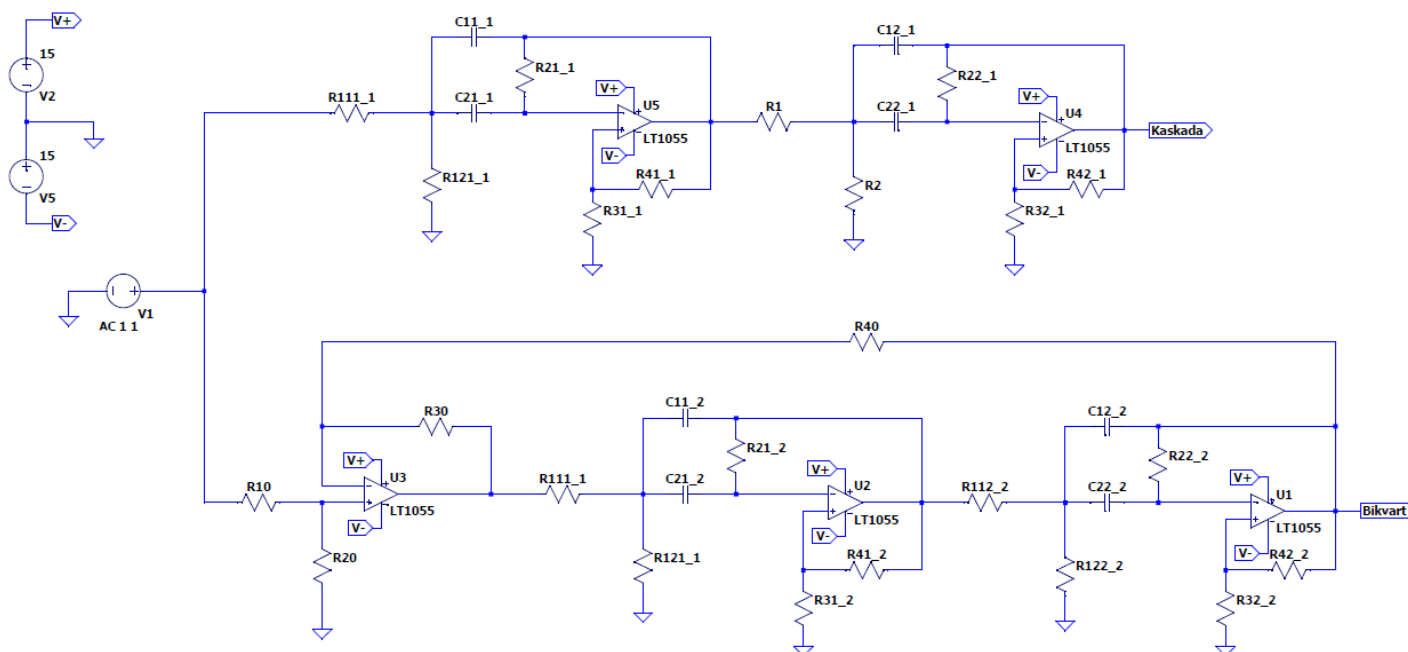 V+
15
V2
15
V5
V-
C11_1
R21_1
R111_1
C21_1
V+
U5
LT1055
V-
R121_1
R41_1
R31_1
R1
C12_1
R22_1
C22_1
V+
U4
LT1055
V-
Kaskada
R2
R42_1
R32_1
V1
AC 1 1
R40
R30
V+
U3
R10
LT1055
V-
R20
R111_1
C11_2
R21_2
C21_2
V+
U2
LT1055
V-
R121_1
R41_2
R31_2
R112_2
C12_2
R22_2
C22_2
V+
U1
LT1055
V-
Bikvart
R122_2
R42_2
R32_2